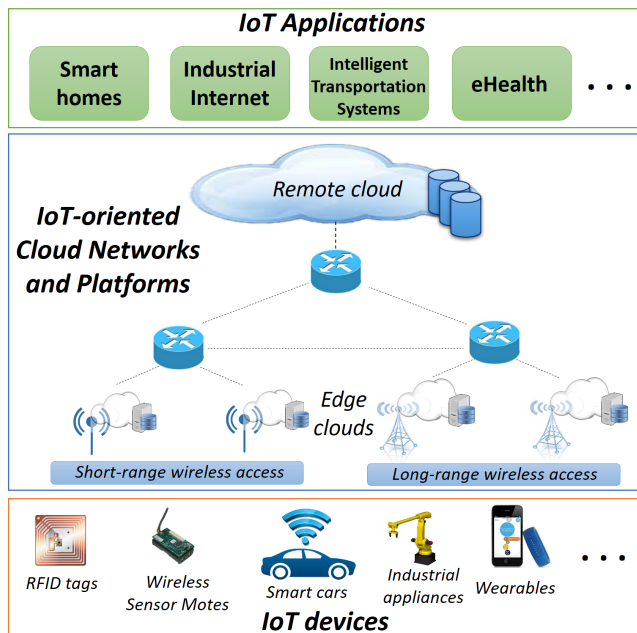 IoT Applications
Smart
homes
Industrial
Internet
Intelligent
Transportation
Systems
eHealth
. . .
Remote cloud
IoT-oriented
Cloud Networks
and Platforms
Edge
clouds
Short-range wireless access
Long-range wireless access
RFID tags
Wireless
Sensor Motes
Smart cars
Industrial
appliances
Wearables
. . .
IoT devices